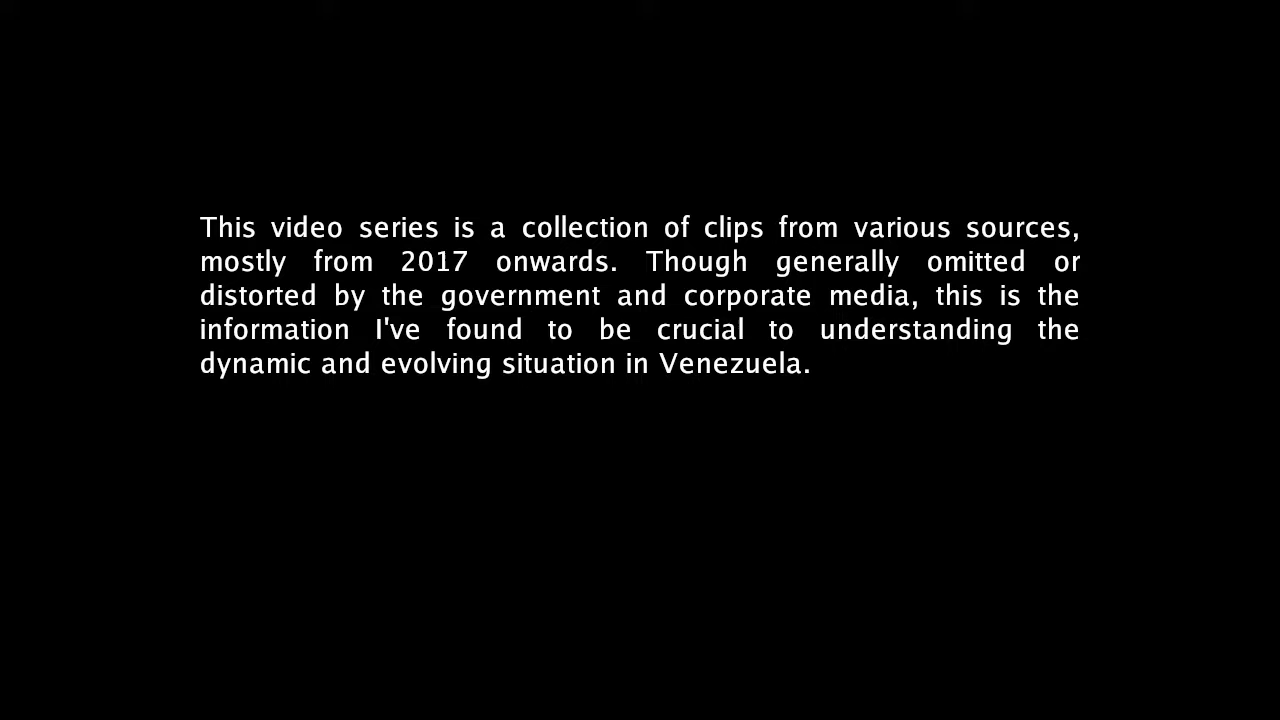 This video series is a collection of clips from various sources,
mostly from 2017 onwards. Though generally omitted or
distorted by the government and corporate media, this is the
information I've found to be crucial to understanding the
dynamic and evolving situation in Venezuela.